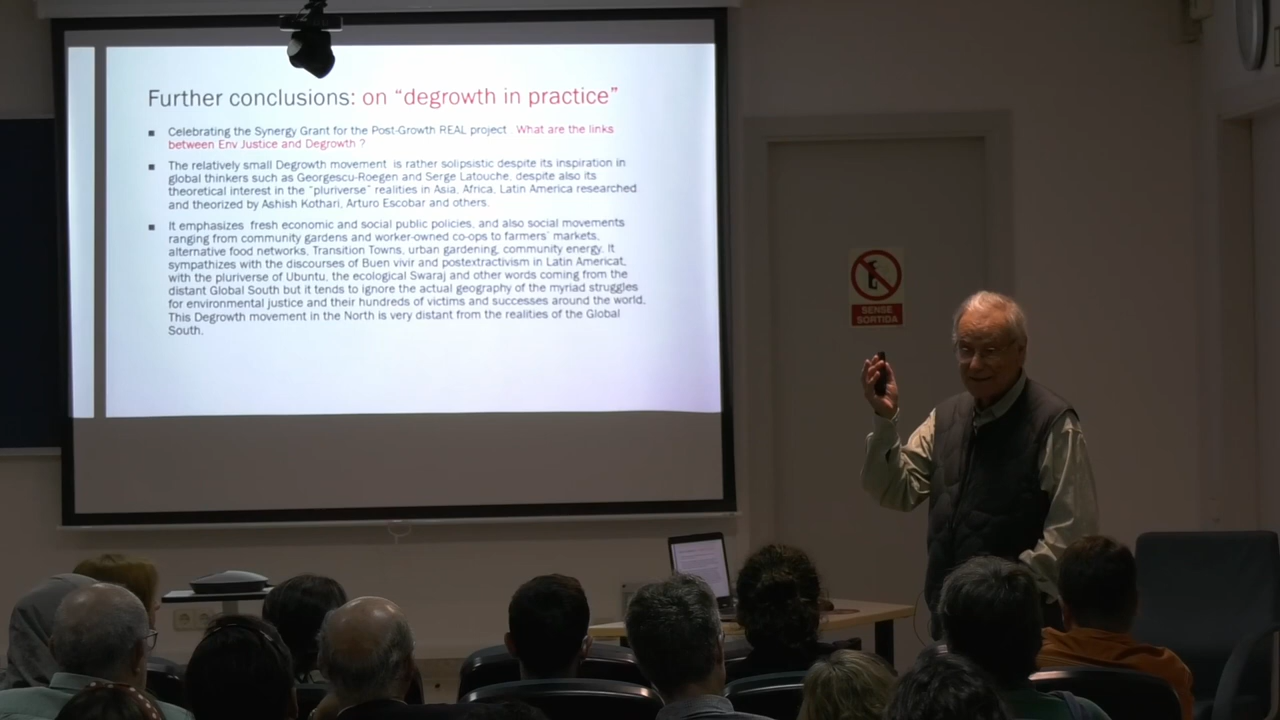 Further conclusions: on "degrowth in practice"
Celebrating the Synergy Grant for the Post-Growth REAL project . What are the links
between Env Justice and Degrowth ?
The relatively small Degrowth movement is rather solipsistic despite its inspiration in
global thinkers such as Georgescu-Roegen and Serge Latouche, despite also its
theoretical interest in the "pluriverse" realities in Asia, Africa, Latin America researched
and theorized by Ashish Kothari, Arturo Escobar and others.
It emphasizes fresh economic and social public policies, and also social movements
ranging from community gardens and worker-owned co-ops to farmers' markets,
alternative food networks, Transition Towns, urban gardening, community energy. It
sympathizes with the discourses of Buen vivir and postextractivism in Latin Americat,
with the pluriverse of Ubuntu, the ecological Swaraj and other words coming from the
distant Global South but it tends to ignore the actual geography of the myriad struggles
for environmental justice and their hundreds of victims and successes around the world.
This Degrowth movement in the North is very distant from the realities of the Global
South.
SENSE
SORTIDA